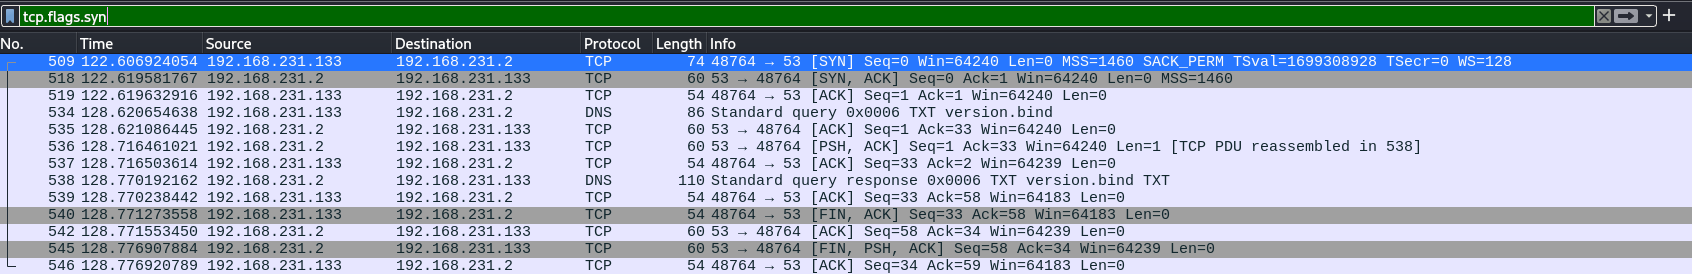 tcp.flags.syn
No. Time Source Destination Protocol Length Info
509 122.606924054 192.168.231.133 192.168.231.2 TCP 74 48764 → 53 [SYN] Seq=0 Win=64240 Len=0 MSS=1460 SACK_PERM TSval=1699308928 TSecr=0 WS=128
518 122.619581767 192.168.231.2 192.168.231.133 TCP 60 53 → 48764 [SYN, ACK] Seq=0 Ack=1 Win=64240 Len=0 MSS=1460
519 122.619632916 192.168.231.133 192.168.231.2 TCP 54 48764 → 53 [ACK] Seq=1 Ack=1 Win=64240 Len=0
534 128.620654638 192.168.231.133 192.168.231.2 DNS 86 Standard query 0x0006 TXT version.bind
535 128.621086445 192.168.231.2 192.168.231.133 TCP 60 53 → 48764 [ACK] Seq=1 Ack=33 Win=64240 Len=0
536 128.716461021 192.168.231.2 192.168.231.133 TCP 60 53 → 48764 [PSH, ACK] Seq=1 Ack=33 Win=64240 Len=1 [TCP PDU reassembled in 538]
537 128.716503614 192.168.231.133 192.168.231.2 TCP 54 48764 → 53 [ACK] Seq=33 Ack=2 Win=64239 Len=0
538 128.770192162 192.168.231.2 192.168.231.133 DNS 110 Standard query response 0x0006 TXT version.bind TXT
539 128.770238442 192.168.231.133 192.168.231.2 TCP 54 48764 → 53 [ACK] Seq=33 Ack=58 Win=64183 Len=0
540 128.771273558 192.168.231.133 192.168.231.2 TCP 54 48764 → 53 [FIN, ACK] Seq=33 Ack=58 Win=64183 Len=0
542 128.771553450 192.168.231.2 192.168.231.133 TCP 60 53 → 48764 [ACK] Seq=58 Ack=34 Win=64239 Len=0
545 128.776907884 192.168.231.2 192.168.231.133 TCP 60 53 → 48764 [FIN, PSH, ACK] Seq=58 Ack=34 Win=64239 Len=0
546 128.776920789 192.168.231.133 192.168.231.2 TCP 54 48764 → 53 [ACK] Seq=34 Ack=59 Win=64183 Len=0